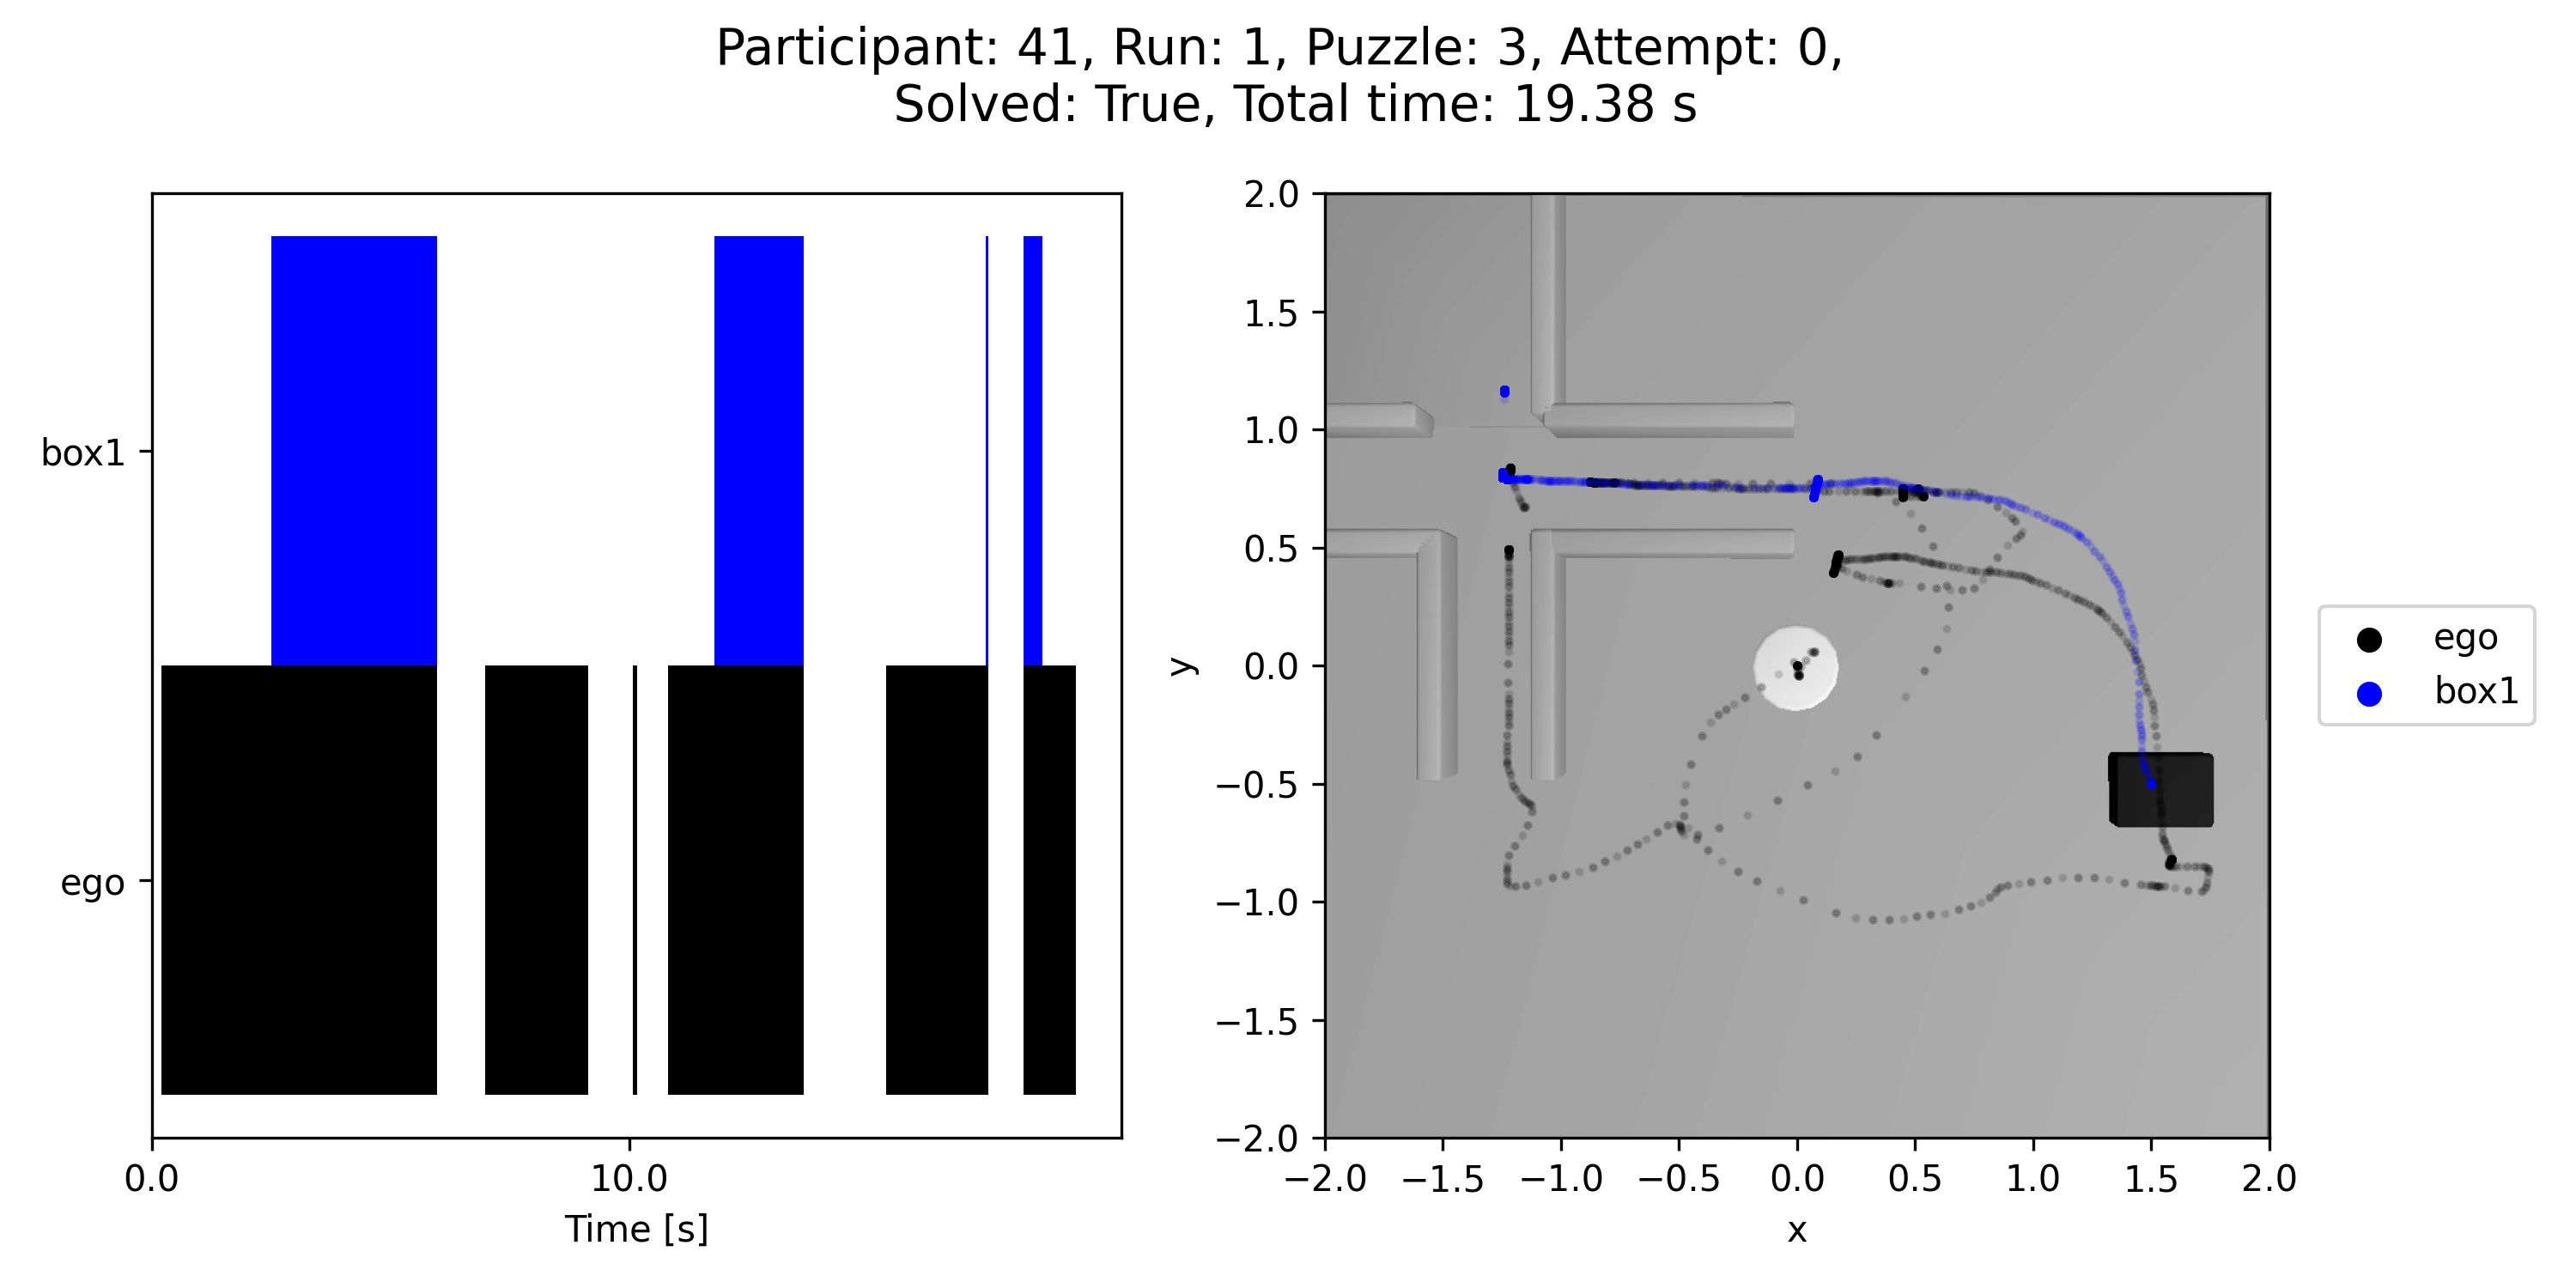 Participant: 41, Run: 1, Puzzle: 3, Attempt: 0,
Solved: True, Total time: 19.38 s
box1
ego
0.0
10.0
Time [s]
2.0
1.5
1.0
0.5
0.0
−0.5
−1.0
−1.5
−2.0
y
−2.0
−1.5
−1.0
−0.5
0.0
0.5
1.0
1.5
2.0
x
ego
box1